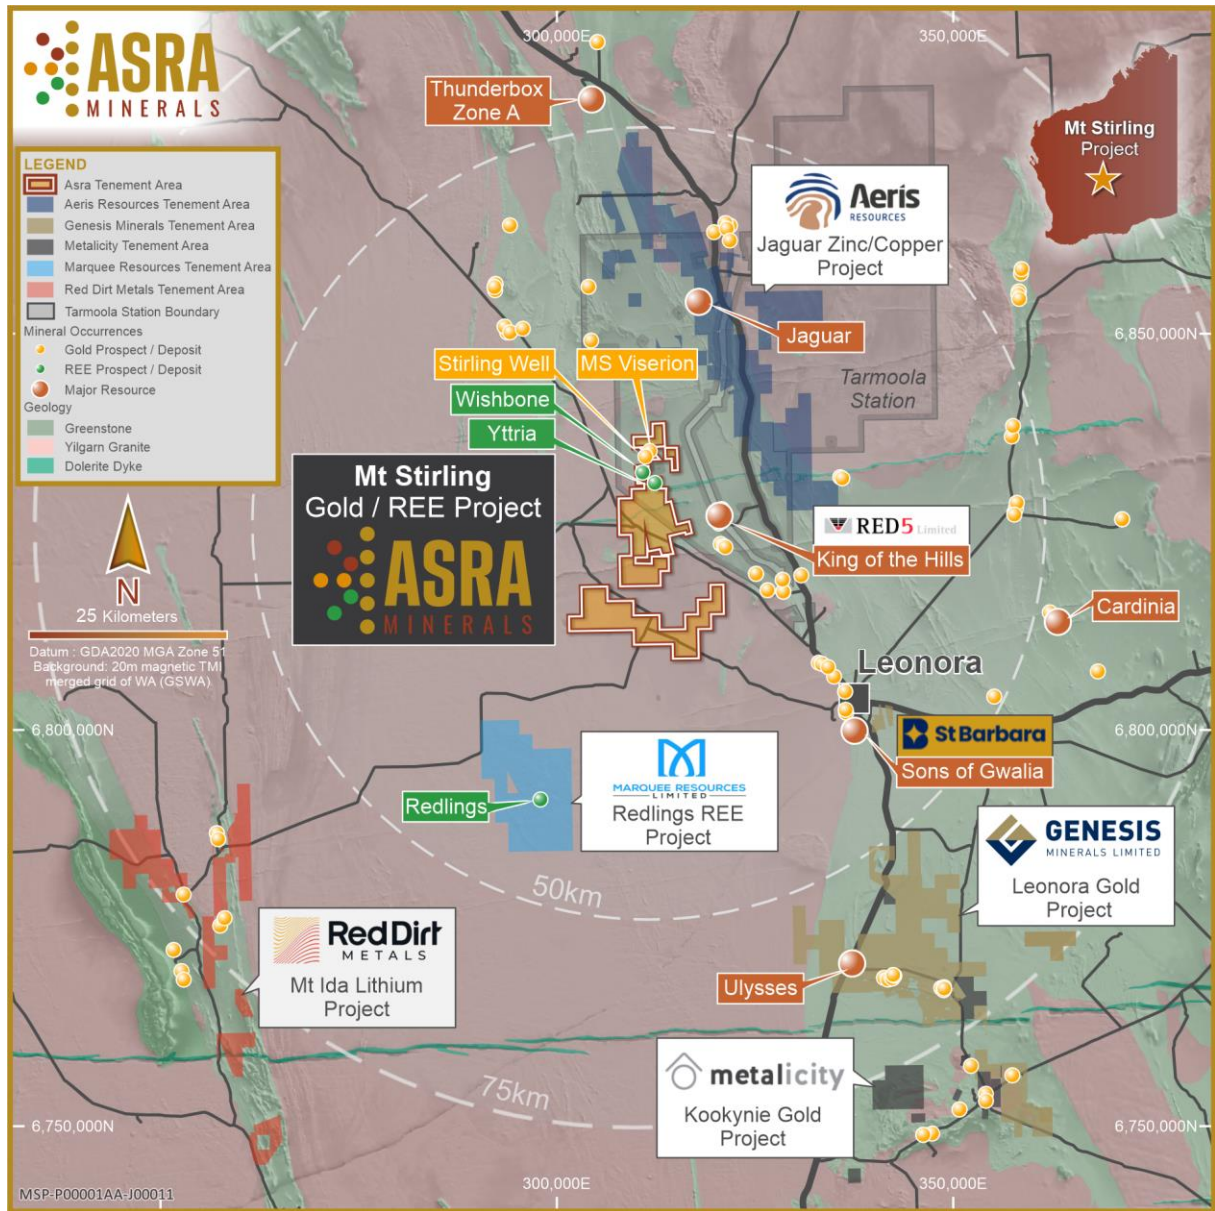 ASRA
MINERALS
300,000E
350,000E
Thunderbox
Zone A
Mt Stirling
Project
LEGEND
Asra Tenement Area
Aeris Resources Tenement Area
Genesis Minerals Tenement Area
Metalicity Tenement Area
Marquee Resources Tenement Area
Red Dirt Metals Tenement Area
Tarmoola Station Boundary
Mineral Occurrences
Gold Prospect / Deposit
REE Prospect / Deposit
Major Resource
Geology
Greenstone
Yilgarn Granite
Dolerite Dyke
Aeris
RESOURCES
Jaguar Zinc/Copper
Project
Jaguar
6,850,000N
Stirling Well
MS Viserion
Tarmoola
Station
Wishbone
Yttria
Mt Stirling
Gold / REE Project
ASRA
MINERALS
RED5 Limited
King of the Hills
N
25 Kilometers
Datum : GDA2020 MGA Zone 51
Background: 20m magnetic TMI
merged grid of WA (GSWA).
Cardinia
Leonora
6,800,000N
6,800,000N
St Barbara
Sons of Gwalia
MARQUEE RESOURCES
LIMITED
Redlings REE
Project
Redlings
GENESIS
MINERALS LIMITED
Leonora Gold
Project
50km
Red Dirt
METALS
Mt Ida Lithium
Project
Ulysses
metalicity
Kookynie Gold
Project
75km
6,750,000N
6,750,000N
300,000E
350,000E
MSP-P00001AA-J00011